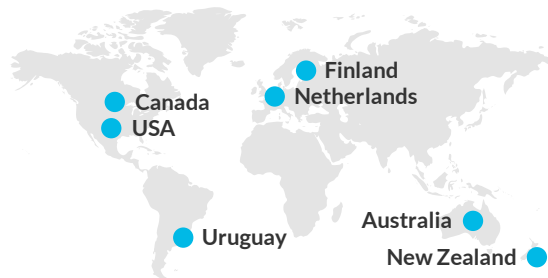 Finland
Netherlands
Canada
USA
Australia
Uruguay
New Zealand